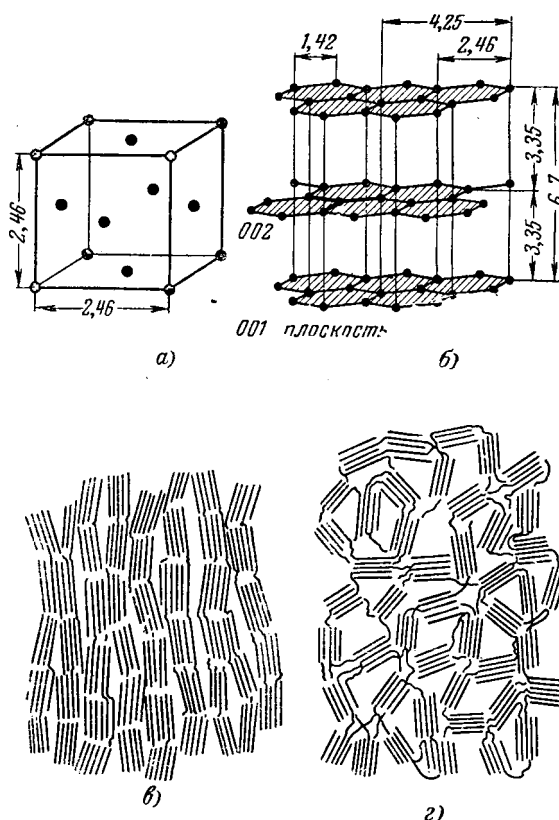 4,25
1,42
2,46
2,46
2,46
3,35
3,35
6,7
002
001 плоскость
а)
б)
в)
г)